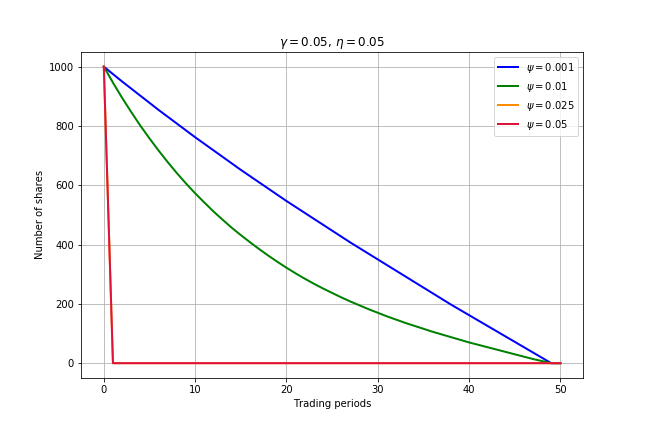 γ = 0.05, η = 0.05
1000
800
600
400
200
0
Number of shares
0 10 20 30 40 50
Trading periods
ψ = 0.001
ψ = 0.01
ψ = 0.025
ψ = 0.05